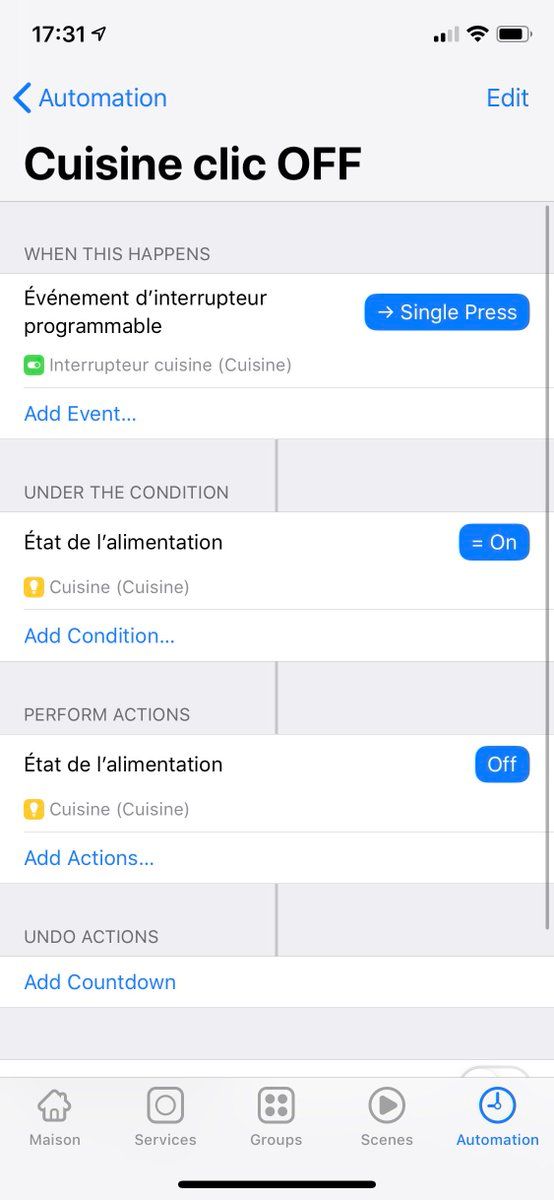 17:31
Automation
Edit
Cuisine clic OFF
WHEN THIS HAPPENS
Événement d’interrupteur
programmable
→ Single Press
Interrupteur cuisine (Cuisine)
Add Event...
UNDER THE CONDITION
État de l’alimentation
= On
Cuisine (Cuisine)
Add Condition...
PERFORM ACTIONS
État de l’alimentation
Off
Cuisine (Cuisine)
Add Actions...
UNDO ACTIONS
Add Countdown
Maison
Services
Groups
Scenes
Automation